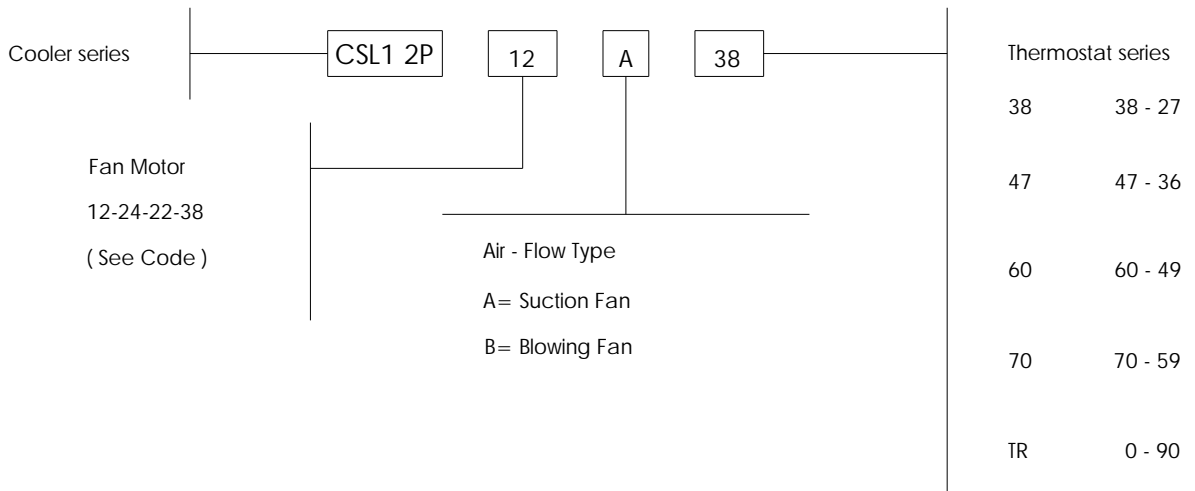 Cooler series
CSL1 2P
12
A
38
Thermostat series
38 38 - 27
47 47 - 36
60 60 - 49
70 70 - 59
TR 0 - 90
Fan Motor
12-24-22-38
( See Code )
Air - Flow Type
A= Suction Fan
B= Blowing Fan